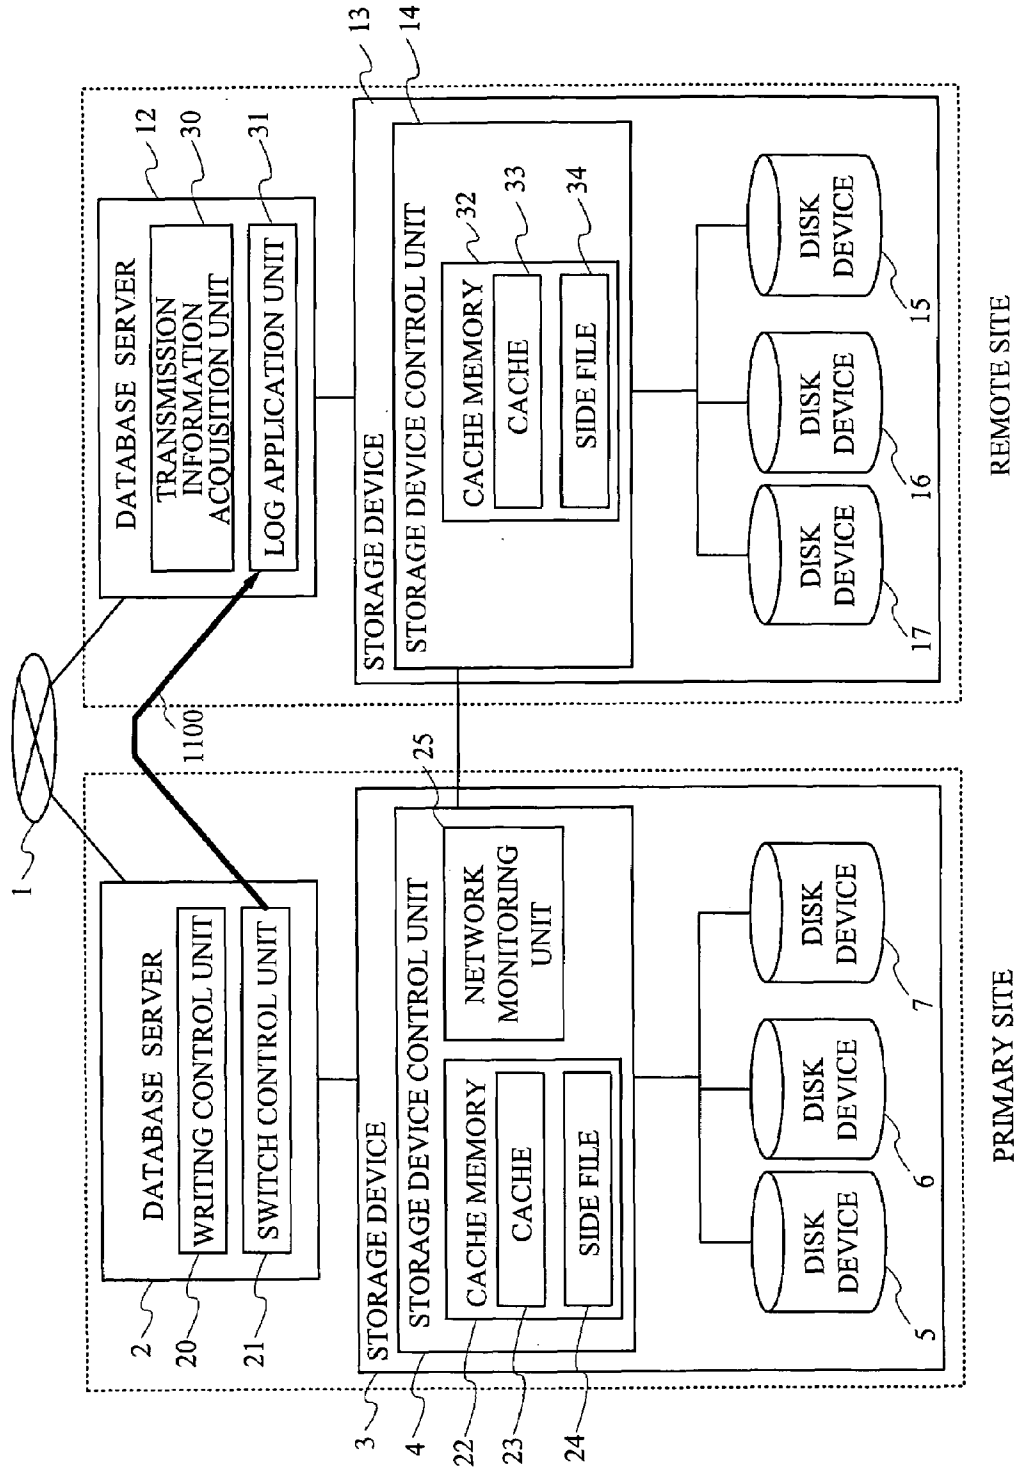 1
1100
2
DATABASE SERVER
20
WRITING CONTROL UNIT
21
SWITCH CONTROL UNIT
3
STORAGE DEVICE
4
STORAGE DEVICE CONTROL UNIT
22
CACHE MEMORY
23
CACHE
24
SIDE FILE
25
NETWORK
MONITORING
UNIT
DISK
DEVICE
5
DISK
DEVICE
6
DISK
DEVICE
7
PRIMARY SITE
DATABASE SERVER
12
TRANSMISSION
INFORMATION
ACQUISITION UNIT
30
LOG APPLICATION UNIT
31
STORAGE DEVICE
13
STORAGE DEVICE CONTROL UNIT
14
CACHE MEMORY
32
CACHE
33
SIDE FILE
34
DISK
DEVICE
17
DISK
DEVICE
16
DISK
DEVICE
15
REMOTE SITE